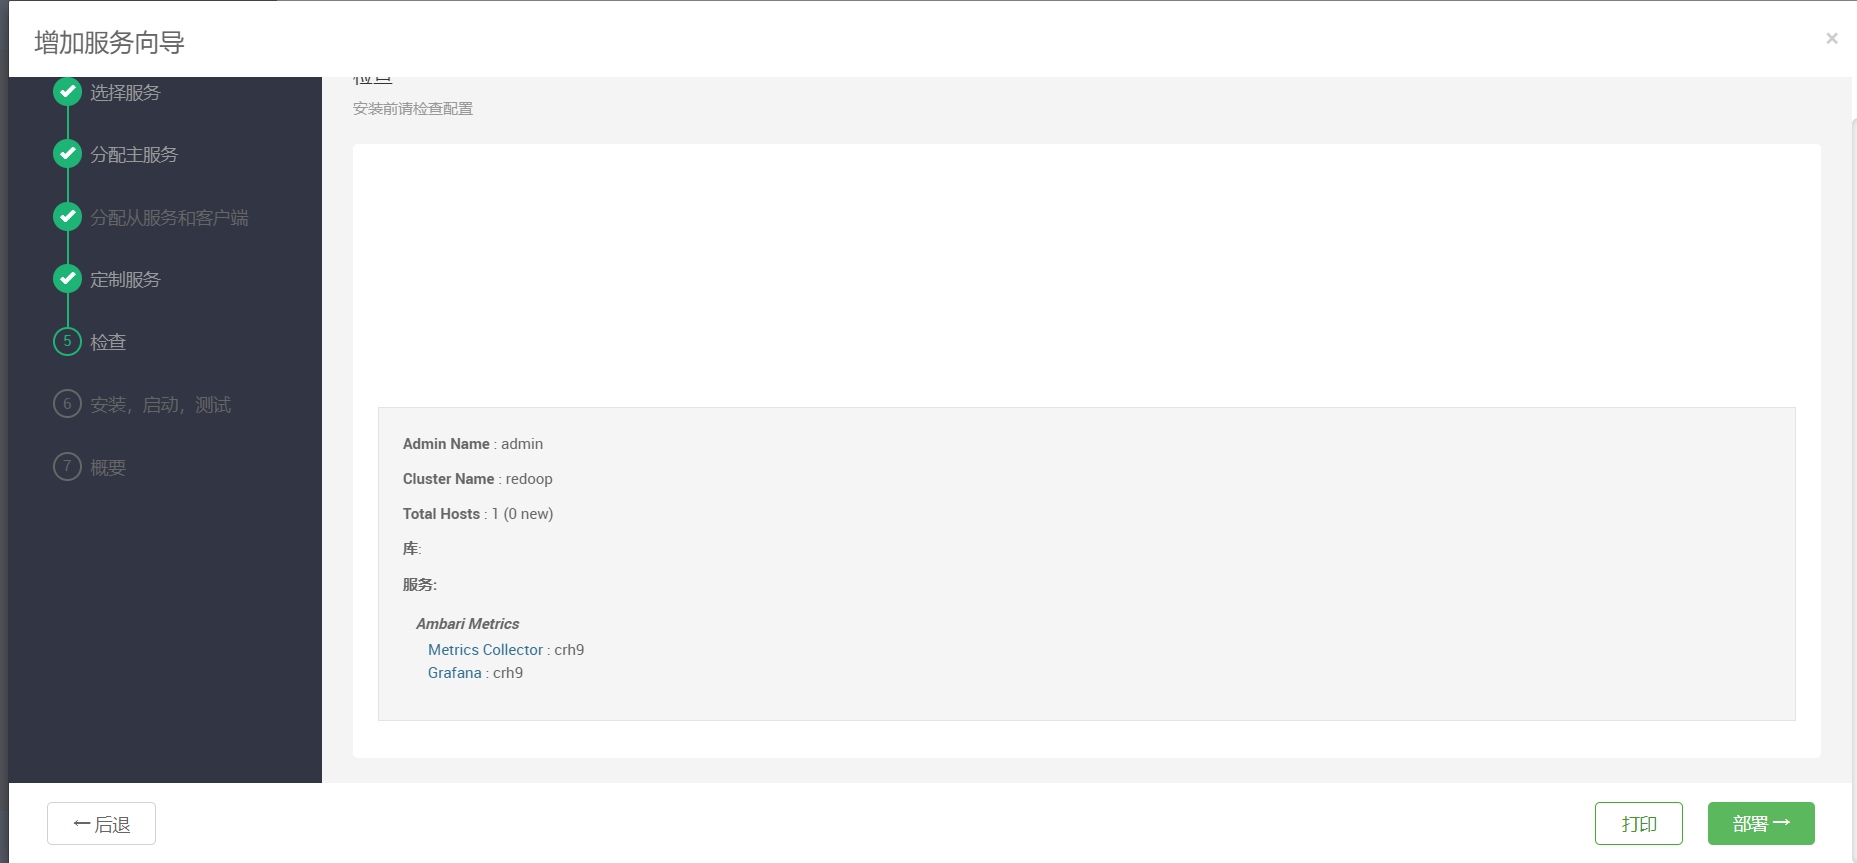 增加服务向导
×
选择服务
分配主服务
分配从服务和客户端
定制服务
5 检查
6 安装，启动，测试
7 概要
检查
安装前请检查配置
Admin Name : admin
Cluster Name : redoop
Total Hosts : 1 (0 new)
库:
服务:
Ambari Metrics
Metrics Collector : crh9
Grafana : crh9
←后退
打印
部署→